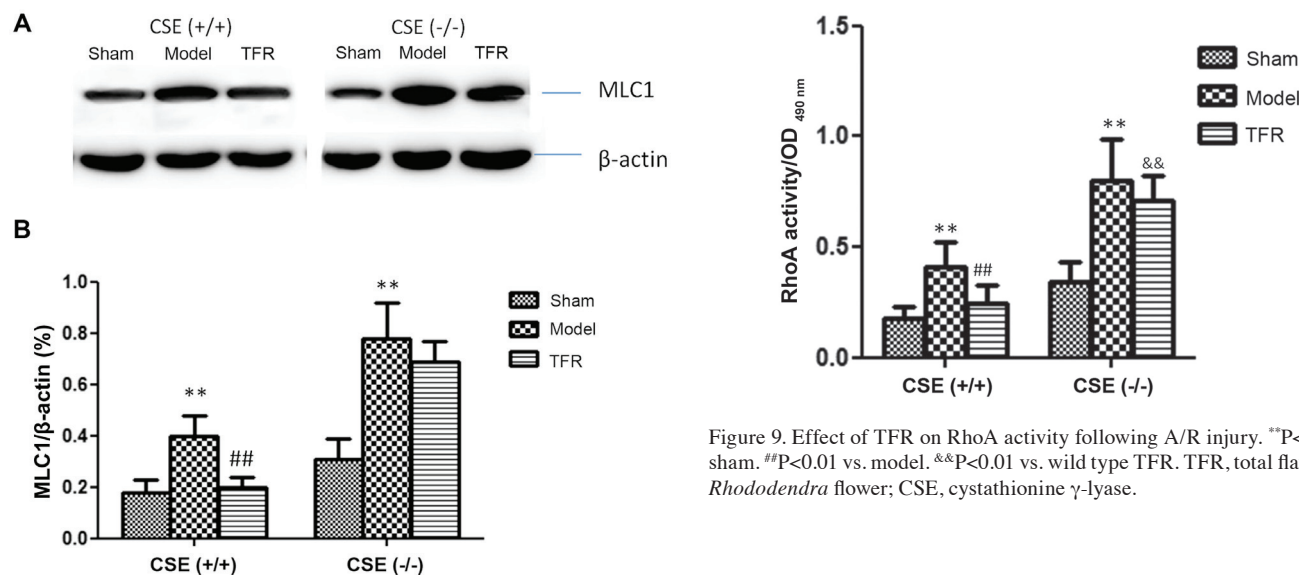 A
CSE (+/+)
CSE (-/-)
Sham Model TFR
Sham Model TFR
MLC1
β-actin
B
MLC1/β-actin (%)
1.0
0.8
0.6
0.4
0.2
0.0
**
##
**
CSE (+/+)
CSE (-/-)
Sham
Model
TFR
RhoA activity/OD 490 nm
1.5
1.0
0.5
0.0
**
##
**
&&
CSE (+/+)
CSE (-/-)
Sham
Model
TFR
Figure 9. Effect of TFR on RhoA activity following A/R injury. **P<
sham. ##P<0.01 vs. model. &&P<0.01 vs. wild type TFR. TFR, total fla
Rhododendra flower; CSE, cystathionine γ-lyase.